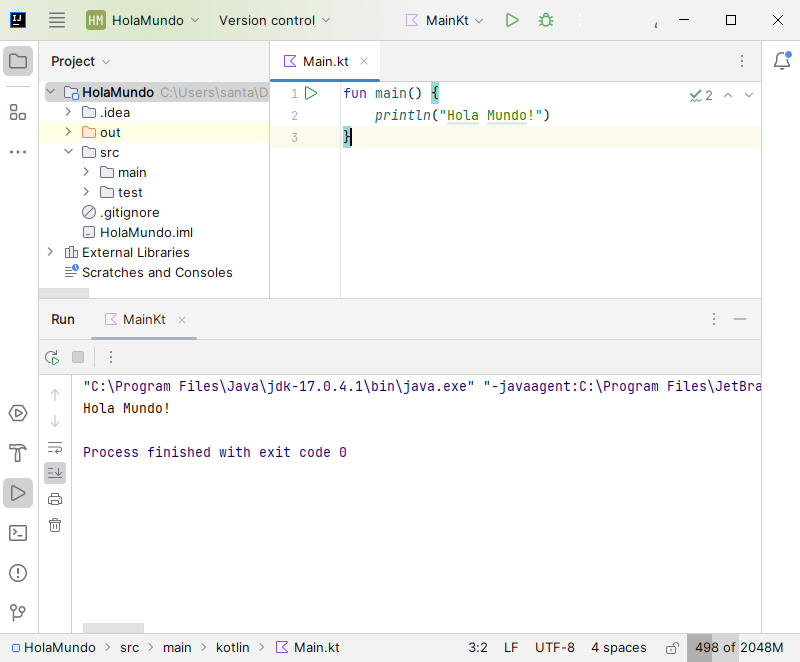 HM HolaMundo Version control MainKt
Project
Main.kt
HolaMundo C:\Users\santa\D
.idea
out
src
main
test
.gitignore
HolaMundo.iml
External Libraries
Scratches and Consoles
1 fun main() {
2 println("Hola Mundo!")
3 }
2
Run MainKt
"C:\Program Files\Java\jdk-17.0.4.1\bin\java.exe" "-javaagent:C:\Program Files\JetBra
Hola Mundo!
Process finished with exit code 0
HolaMundo > src > main > kotlin > Main.kt 3:2 LF UTF-8 4 spaces 498 of 2048M